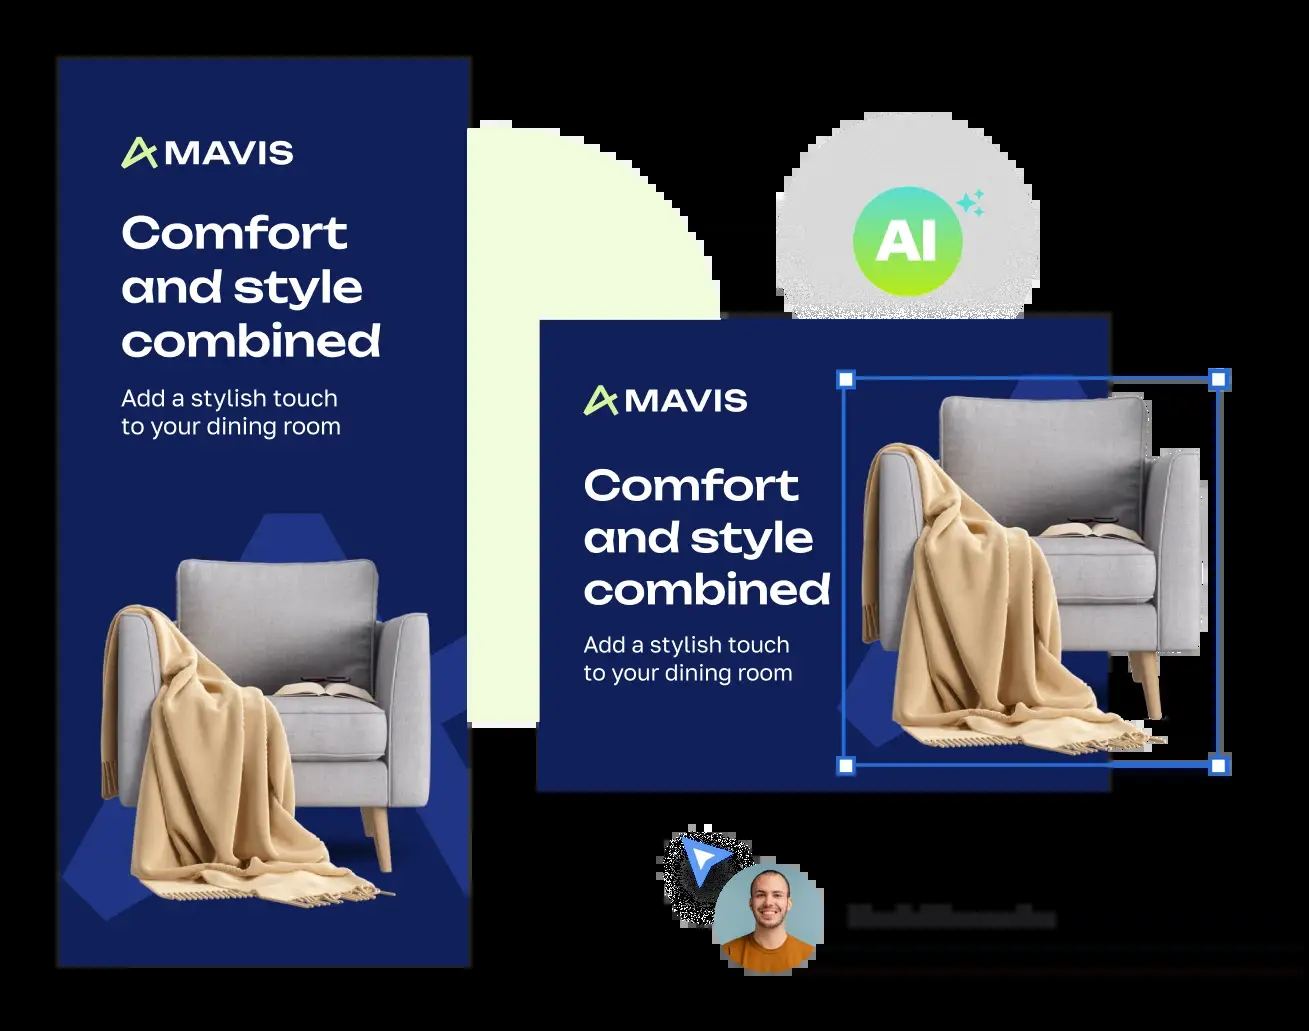 MAVIS
Comfort
and style
combined
Add a stylish touch
to your dining room
AI
MAVIS
Comfort
and style
combined
Add a stylish touch
to your dining room